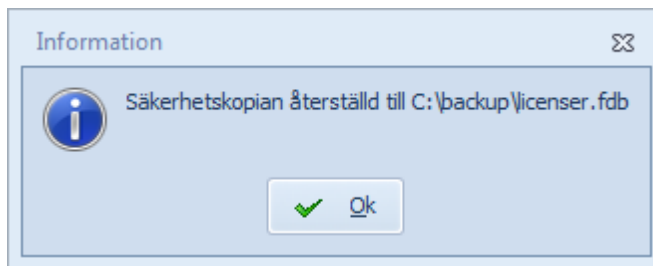 Information
Säkerhetskopian återställd till C:\backup\licenser.fdb
Ok